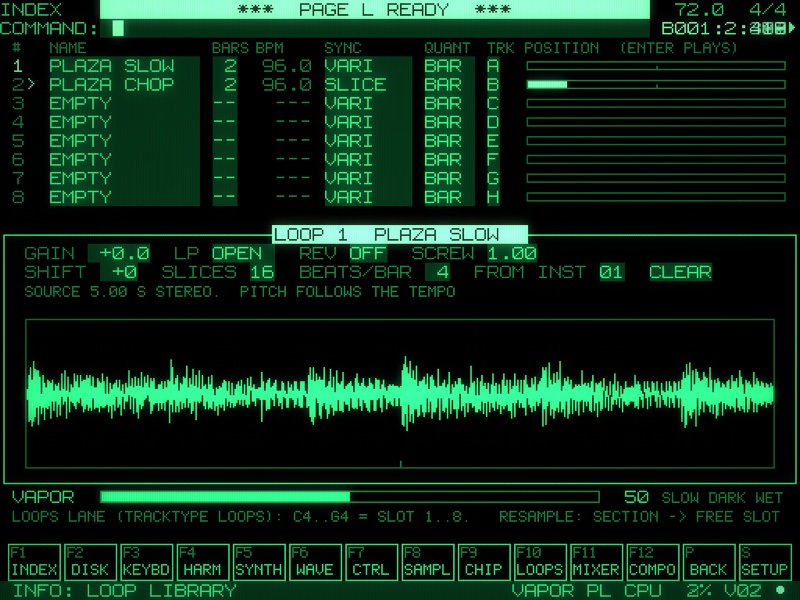 INDEX *** PAGE L READY *** 72.0 4/4
COMMAND: B001:2:
# NAME BARS BPM SYNC QUANT TRK POSITION (ENTER PLAYS)
1 PLAZA SLOW 2 96.0 VARI BAR A
2> PLAZA CHOP 2 96.0 SLICE BAR B
3 EMPTY -- --- VARI BAR C
4 EMPTY -- --- VARI BAR D
5 EMPTY -- --- VARI BAR E
6 EMPTY -- --- VARI BAR F
7 EMPTY -- --- VARI BAR G
8 EMPTY -- --- VARI BAR H
LOOP 1 PLAZA SLOW
GAIN +0.0 LP OPEN REV OFF SCREW 1.00
SHIFT +0 SLICES 16 BEATS/BAR 4 FROM INST 01 CLEAR
SOURCE 5.00 S STEREO. PITCH FOLLOWS THE TEMPO
VAPOR 50 SLOW DARK WET
LOOPS LANE (TRACKTYPE LOOPS): C4..G4 = SLOT 1..8. RESAMPLE: SECTION -> FREE SLOT
F1 F2 F3 F4 F5 F6 F7 F8 F9 F10 F11 F12 P S
INDEX DISK KEYBD HARM SYNTH WAVE CTRL SAMPL CHIP LOOPS MIXER COMPO BACK SETUP
INFO: LOOP LIBRARY VAPOR PL CPU 2% V02